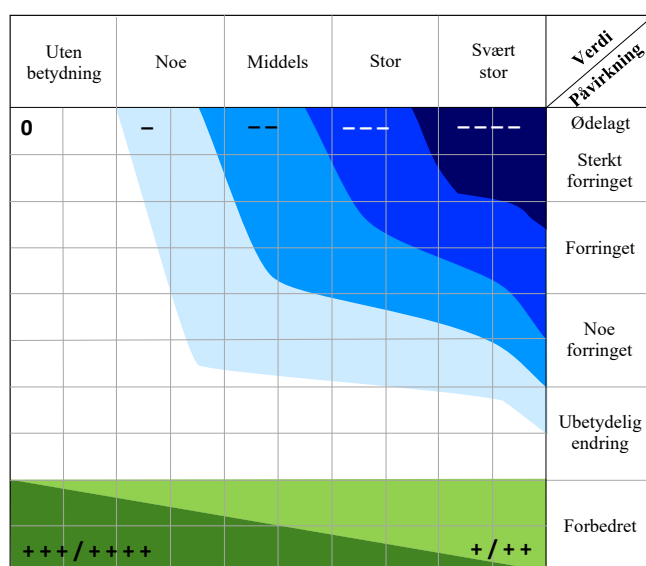 Uten
betydning
Noe
Middels
Stor
Svært
stor
Verdi
Påvirkning
0
–
– –
– – –
– – – –
Ødelagt
Sterkt
forringet
Forringet
Noe
forringet
Ubetydelig
endring
Forbedret
+ + + / + + + +
+ / + +